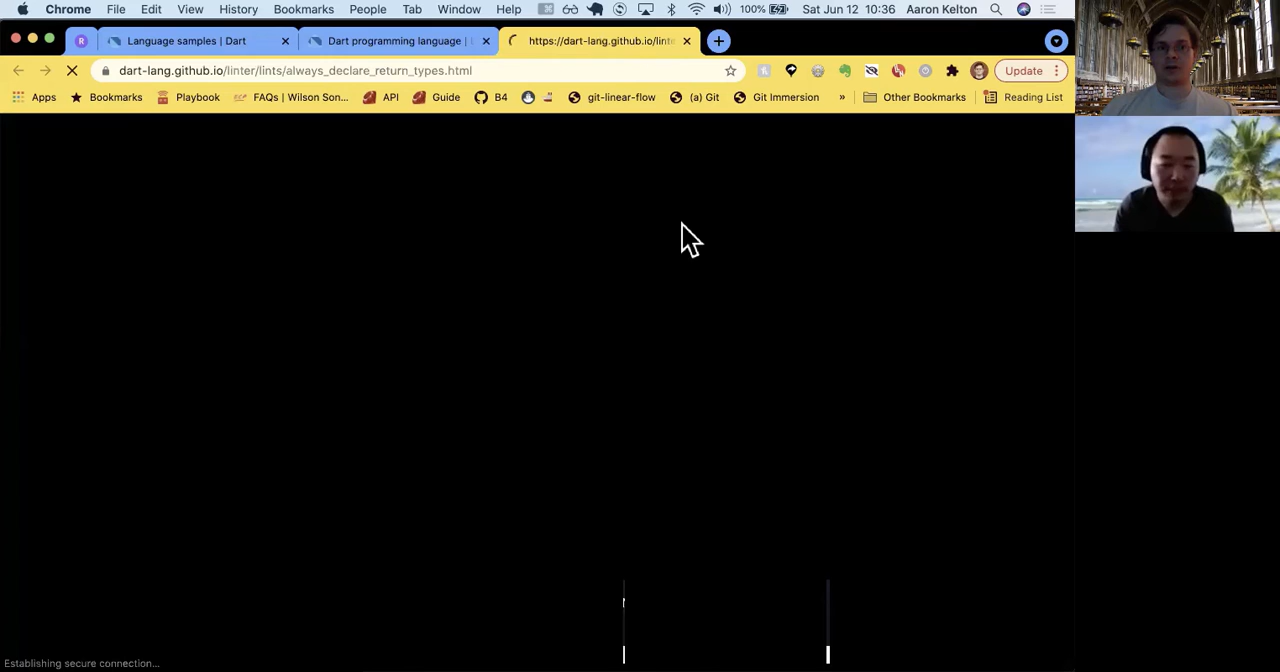 Chrome File Edit View History Bookmarks People Tab Window Help 100% Sat Jun 12 10:36 Aaron Kelton
R Language samples | Dart Dart programming language | https://dart-lang.github.io/linte
dart-lang.github.io/linter/lints/always_declare_return_types.html Update
Apps Bookmarks Playbook FAQs | Wilson Son... API Guide B4 git-linear-flow (a) Git Git Immersion » Other Bookmarks Reading List
Establishing secure connection...